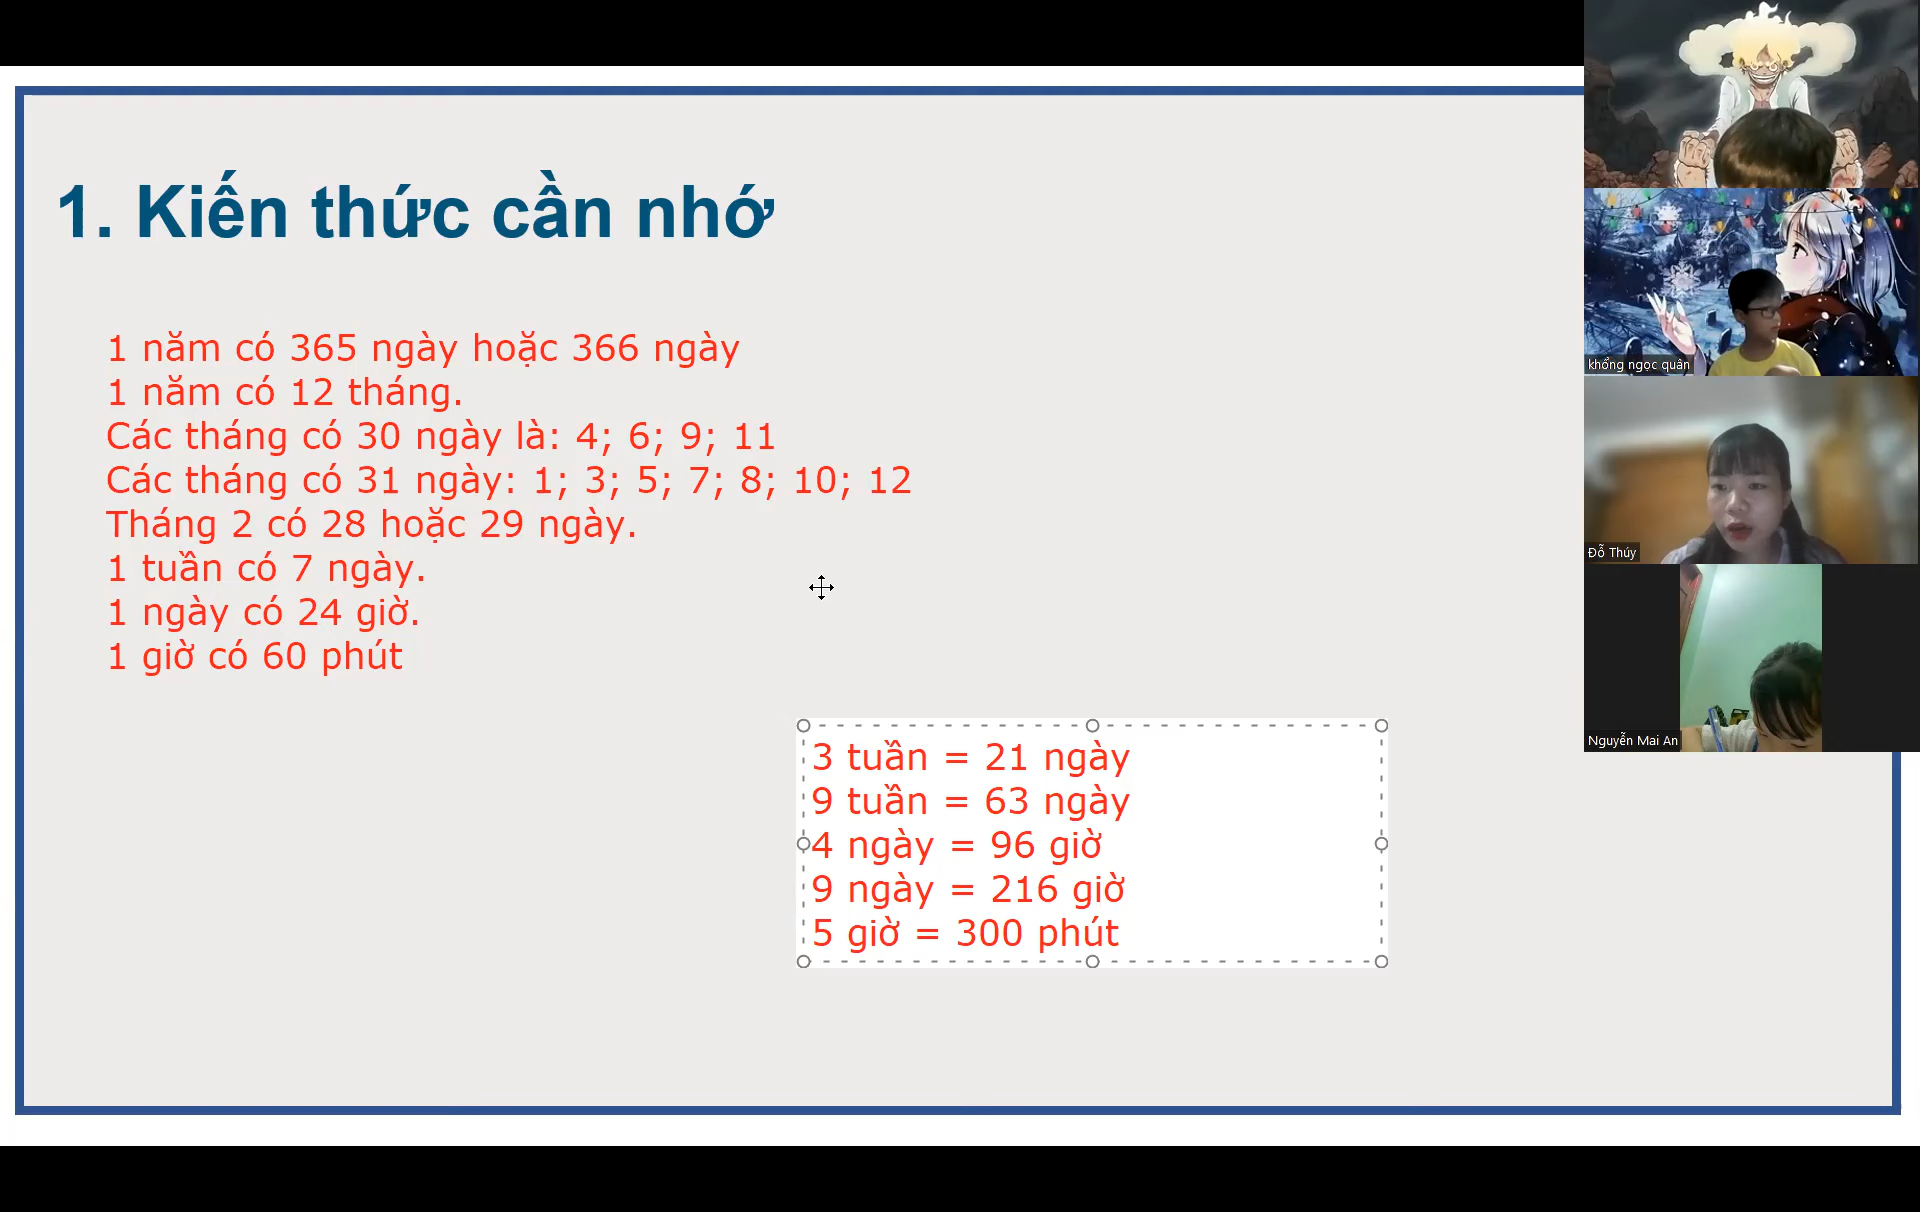 1. Kiến thức cần nhớ
1 năm có 365 ngày hoặc 366 ngày
1 năm có 12 tháng.
Các tháng có 30 ngày là: 4; 6; 9; 11
Các tháng có 31 ngày: 1; 3; 5; 7; 8; 10; 12
Tháng 2 có 28 hoặc 29 ngày.
1 tuần có 7 ngày.
1 ngày có 24 giờ.
1 giờ có 60 phút
3 tuần = 21 ngày
9 tuần = 63 ngày
4 ngày = 96 giờ
9 ngày = 216 giờ
5 giờ = 300 phút
khổng ngọc quân
Đỗ Thúy
Nguyễn Mai An